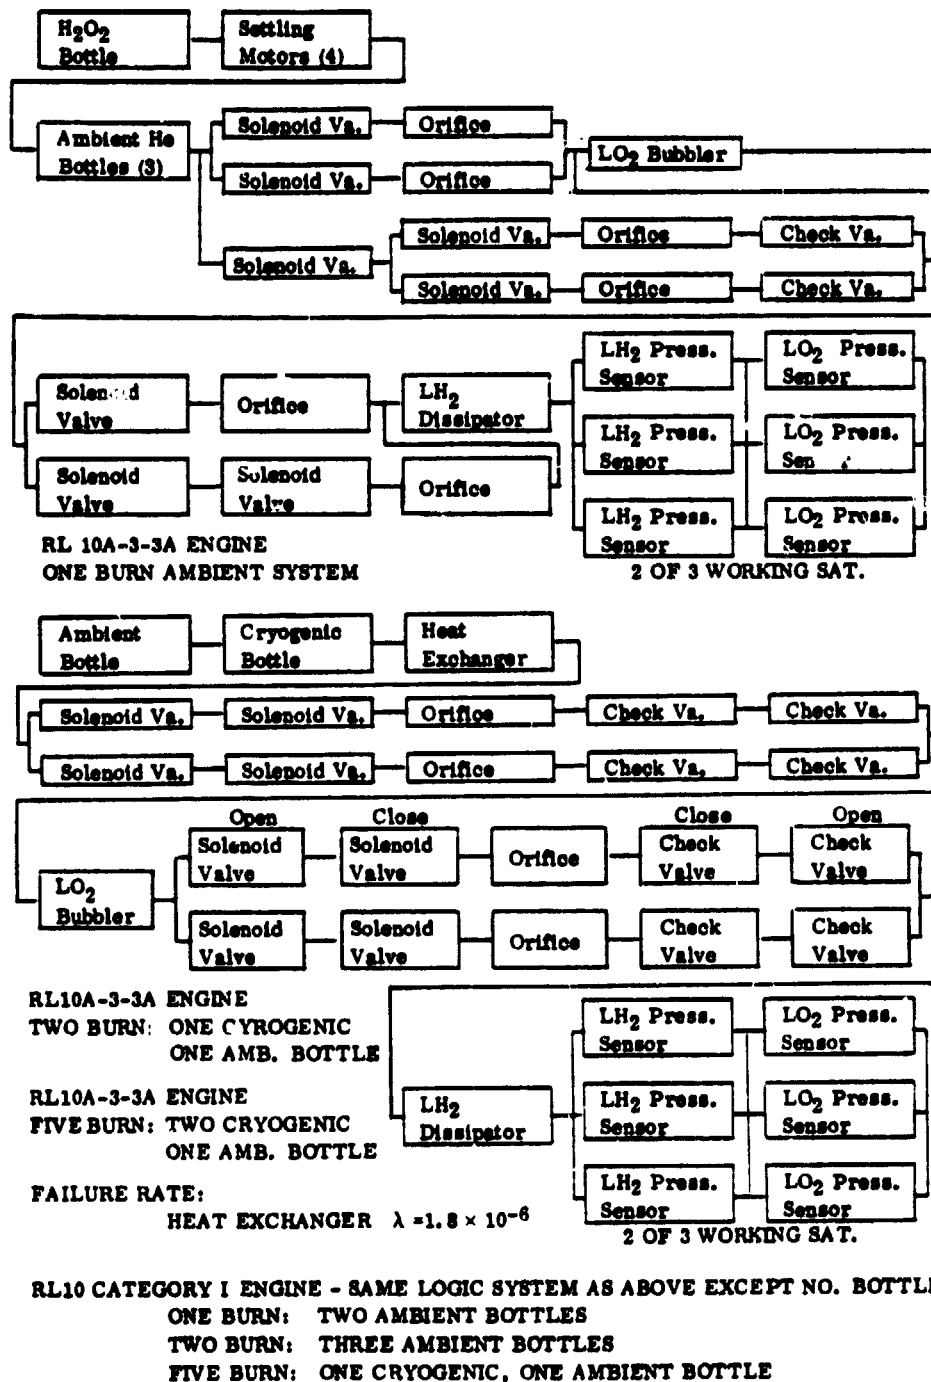 H2O2 Bottle
Settling Motors (4)
Ambient He Bottles (3)
Solenoid Va.
Orifice
Solenoid Va.
Orifice
LO2 Bubbler
Solenoid Va.
Solenoid Va.
Orifice
Check Va.
Solenoid Va.
Orifice
Check Va.
Solenoid Valve
Orifice
LH2 Dissipator
LH2 Press. Sensor
LO2 Press. Sensor
LH2 Press. Sensor
LO2 Press.
Solenoid Valve
Solenoid Valve
Orifice
LH2 Press. Sensor
LO2 Press. Sensor
RL 10A-3-3A ENGINE
ONE BURN AMBIENT SYSTEM
2 OF 3 WORKING SAT.
Ambient Bottle
Cryogenic Bottle
Heat Exchanger
Solenoid Va.
Solenoid Va.
Orifice
Check Va.
Check Va.
Solenoid Va.
Solenoid Va.
Orifice
Check Va.
Check Va.
Open
Close
Close
Open
LO2 Bubbler
Solenoid Valve
Solenoid Valve
Orifice
Check Valve
Check Valve
Solenoid Valve
Solenoid Valve
Orifice
Check Valve
Check Valve
RL10A-3-3A ENGINE
TWO BURN: ONE CYROGENIC
ONE AMB. BOTTLE
RL10A-3-3A ENGINE
FIVE BURN: TWO CRYOGENIC
ONE AMB. BOTTLE
FAILURE RATE:
HEAT EXCHANGER λ =1.8 × 10-6
LH2 Dissipator
LH2 Press. Sensor
LO2 Press. Sensor
LH2 Press. Sensor
LO2 Press. Sensor
LH2 Press. Sensor
LO2 Press. Sensor
2 OF 3 WORKING SAT.
RL10 CATEGORY I ENGINE - SAME LOGIC SYSTEM AS ABOVE EXCEPT NO. BOTTL
ONE BURN: TWO AMBIENT BOTTLES
TWO BURN: THREE AMBIENT BOTTLES
FIVE BURN: ONE CRYOGENIC, ONE AMBIENT BOTTLE